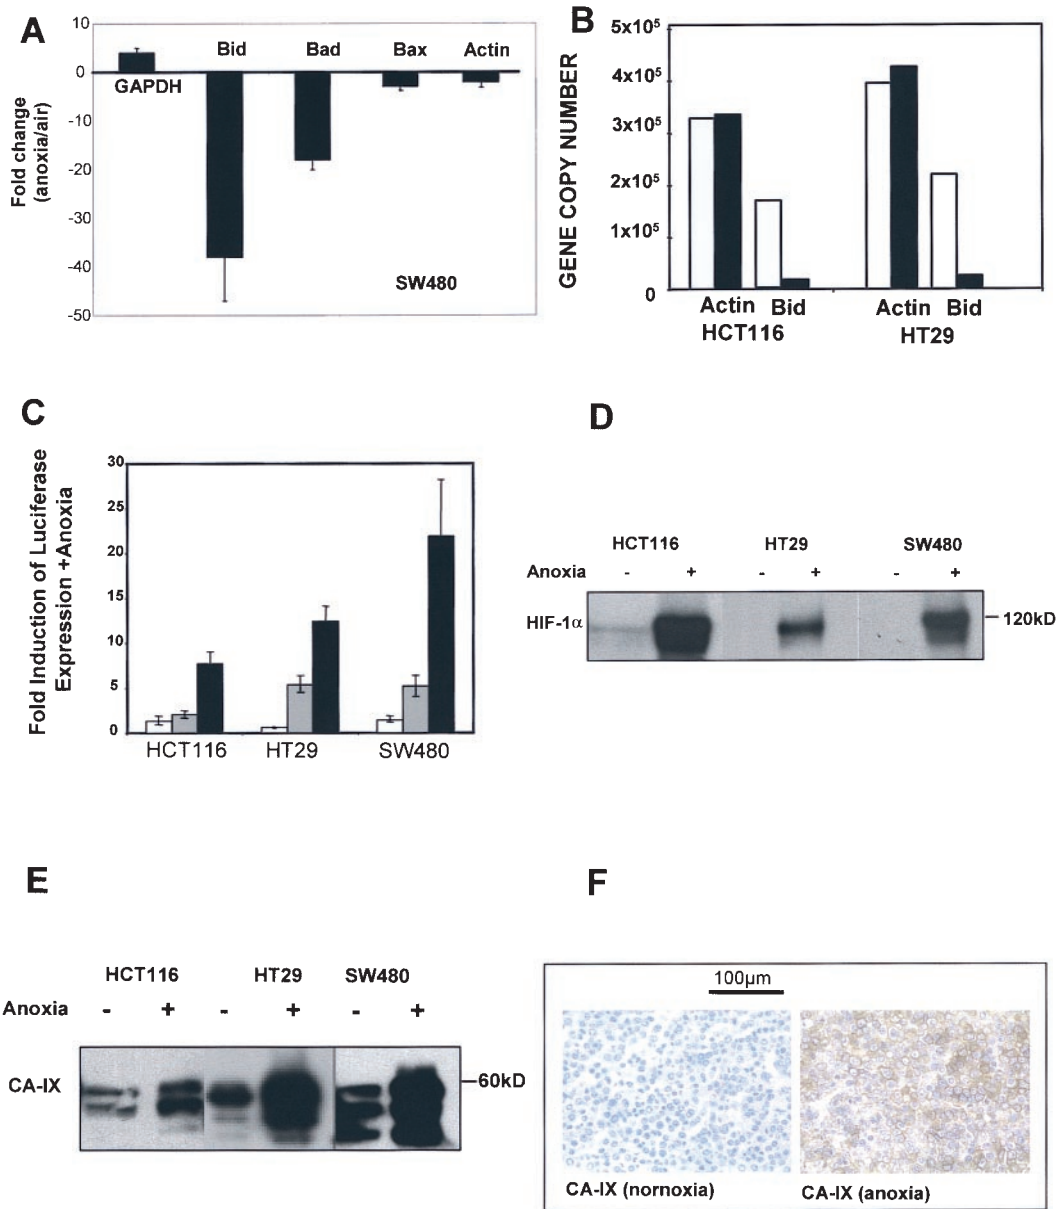 A
10
0
-10
-20
-30
-40
-50
Fold change
(anoxia/air)
GAPDH
Bid
Bad
Bax
Actin
SW480
B
GENE COPY NUMBER
5x10⁵
4x10⁵
3x10⁵
2x10⁵
1x10⁵
0
Actin Bid
HCT116
Actin Bid
HT29
C
Fold Induction of Luciferase
Expression +Anoxia
30
25
20
15
10
5
0
HCT116 HT29 SW480
D
HCT116 HT29 SW480
Anoxia - + - + - +
HIF-1α
120kD
E
HCT116 HT29 SW480
Anoxia - + - + - +
CA-IX
60kD
F
100µm
CA-IX (nornoxia)
CA-IX (anoxia)